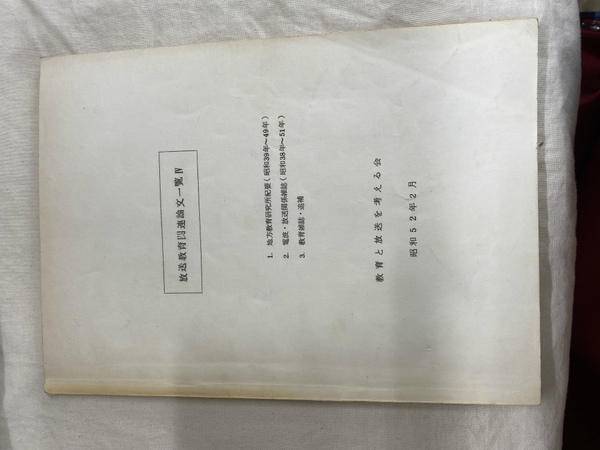 放送教育関連論文一覧Ⅳ
1. 地方教育研究所紀要(昭和39年~49年)
2. 電波・放送関係雑誌(昭和38年~51年)
3. 教育雑誌・追補
教育と放送を考える会
昭和52年2月